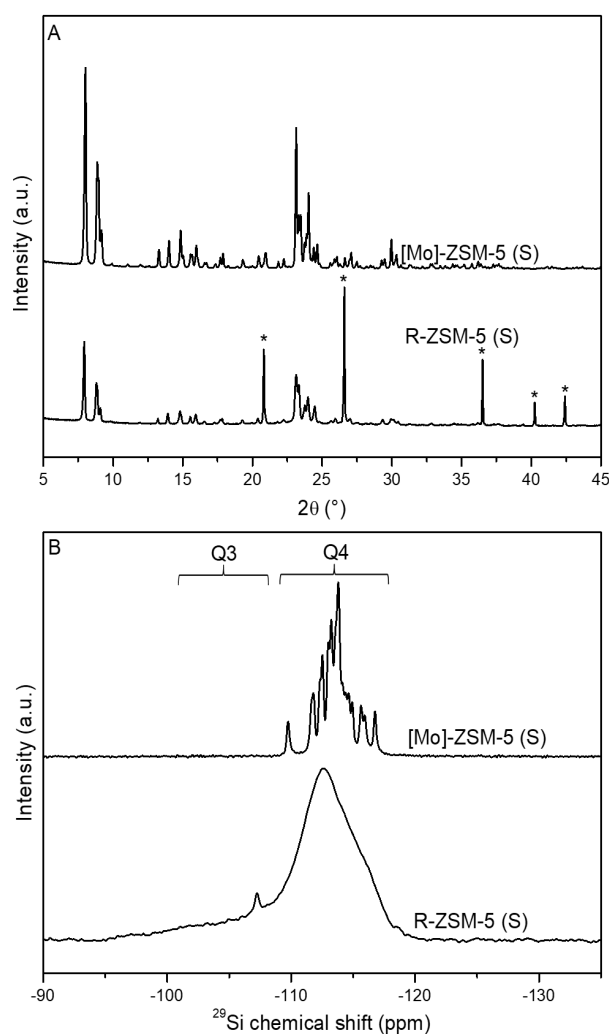 A
Intensity (a.u.)
[Mo]-ZSM-5 (S)
R-ZSM-5 (S)
* * * * *
5 10 15 20 25 30 35 40 45
2θ (°)
B
Q3 Q4
Intensity (a.u.)
[Mo]-ZSM-5 (S)
R-ZSM-5 (S)
-90 -100 -110 -120 -130
²⁹Si chemical shift (ppm)